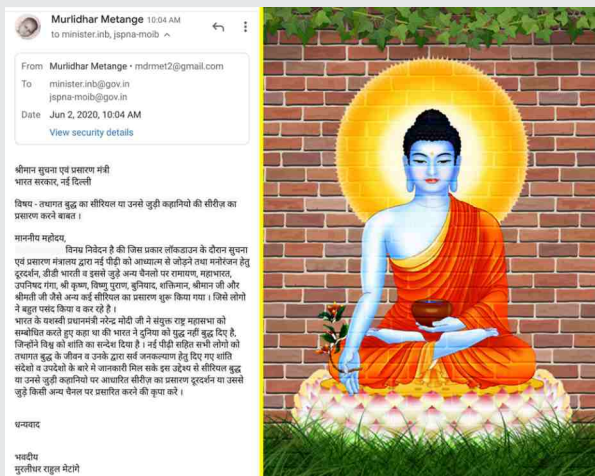 Murlidhar Metange 10:04 AM
to minister.inb, jspna-moib
From Murlidhar Metange • mdrmet2@gmail.com
To minister.inb@gov.in
jspna-moib@gov.in
Date Jun 2, 2020, 10:04 AM
View security details
श्रीमान सुचना एवं प्रसारण मंत्री
भारत सरकार, नई दिल्ली
विषय - तथागत बुद्ध का सीरियल या उनसे जुड़ी कहानियो की सीरीज़ का
प्रसारण करने बाबत ।
माननीय महोदय,
विनम्र निवेदन है की जिस प्रकार लॉकडाउन के दौरान सुचना
एवं प्रसारण मंत्रालय द्वारा नई पीढ़ी को आध्यात्म से जोड़ने तथा मनोरंजन हेतु
दूरदर्शन, डीडी भारती व इससे जुड़े अन्य चैनलो पर रामायण, महाभारत,
उपनिषद गंगा, श्री कृष्ण, विष्णु पुराण, बुनियाद, शक्तिमान, श्रीमान जी और
श्रीमती जी जैसे अन्य कई सीरियल का प्रसारण शुरू किया गया । जिसे लोगो
ने बहुत पसंद किया व कर रहे है ।
भारत के यशस्वी प्रधानमंत्री नरेन्द्र मोदी जी ने संयुक्त राष्ट्र महासभा को
सम्बोधित करते हुए कहा था की भारत ने दुनिया को युद्ध नहीं बुद्ध दिए है,
जिन्होंने विश्व को शांति का सन्देश दिया है । नई पीढ़ी सहित सभी लोगो को
तथागत बुद्ध के जीवन व उनके द्वारा सर्व जनकल्याण हेतु दिए गए शांति
संदेशो व उपदेशो के बारे मे जानकारी मिल सके इस उद्देश्य से सीरियल बुद्ध
या उनसे जुड़ी कहानियो पर आधारित सीरीज़ का प्रसारण दूरदर्शन या उससे
जुड़े किसी अन्य चैनल पर प्रसारित करने की कृपा करे ।
धन्यवाद
भवदीय
मुरलीधर राहुल मेटांगे